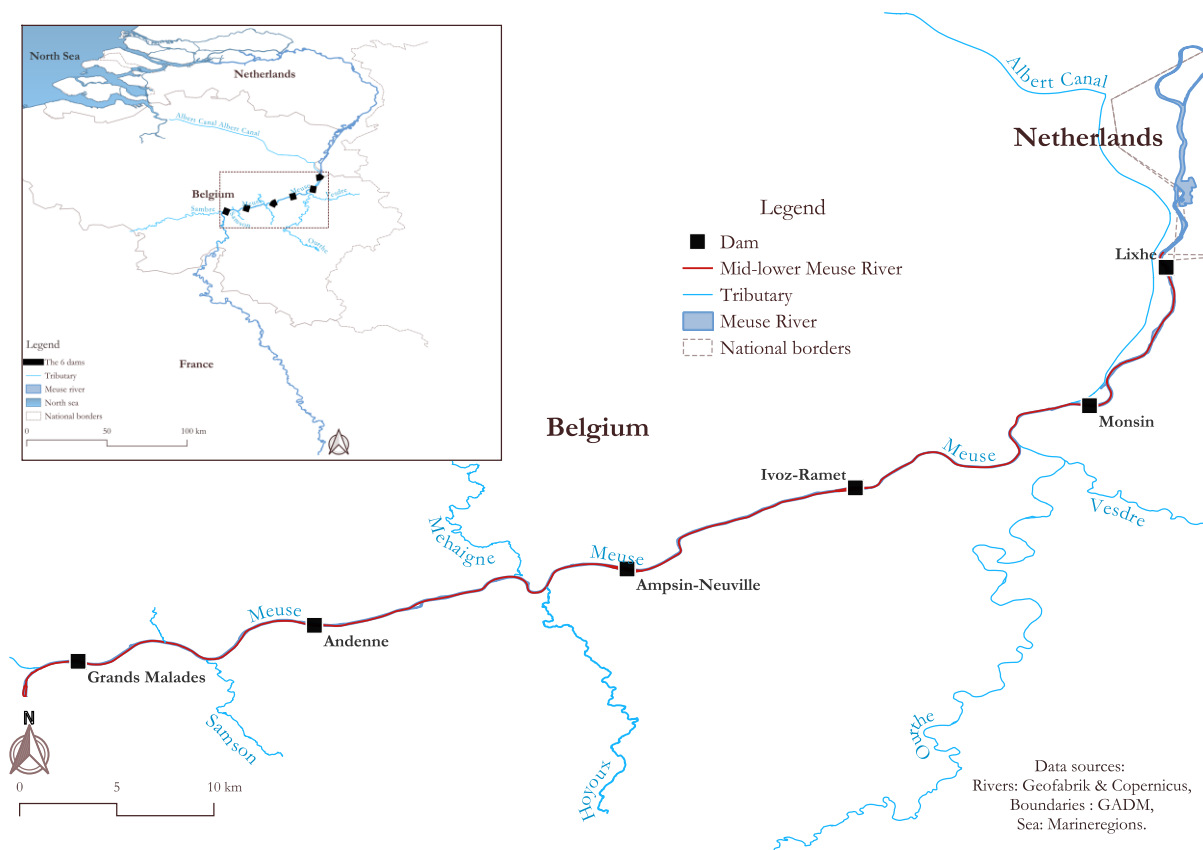 North Sea
Netherlands
Albert Canal Albert Canal
Belgium
Meuse
Vesdre
Sambre
Ourthe
France
Legend
The 6 dams
Tributary
Meuse river
North sea
National borders
0 50 100 km
Albert Canal
Netherlands
Legend
Dam
Mid-lower Meuse River
Tributary
Meuse River
National borders
Lixhe
Monsin
Belgium
Meuse
Ivoz-Ramet
Vesdre
Mehaigne
Meuse
Ampsin-Neuville
Meuse
Andenne
Grands Malades
Samson
Hoyoux
Ourthe
N
0 5 10 km
Data sources:
Rivers: Geofabrik & Copernicus,
Boundaries : GADM,
Sea: Marineregions.